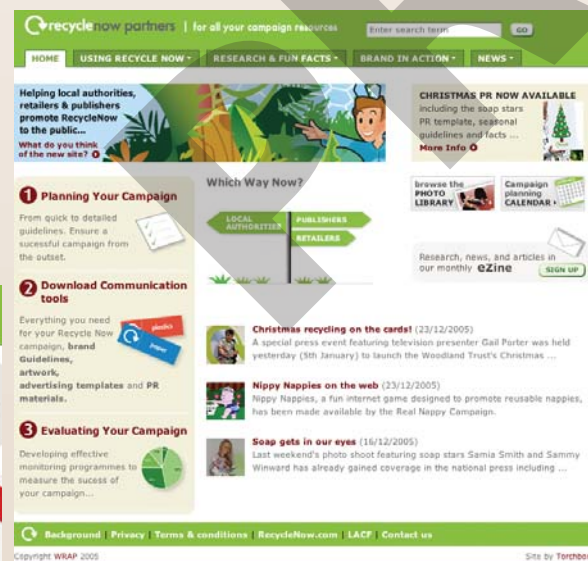 recyclenow partners | for all your campaign resources
Enter search term
GO
HOME
USING RECYCLE NOW
RESEARCH & FUN FACTS
BRAND IN ACTION
NEWS
Helping local authorities,
retailers & publishers
promote RecycleNow
to the public...
What do you think
of the new site?
CHRISTMAS PR NOW AVAILABLE
including the soap stars
PR template, seasonal
guidelines and facts ...
More Info
1 Planning Your Campaign
From quick to detailed
guidelines. Ensure a
sucessful campaign from
the outset.
2 Download Communication
tools
Everything you need
for your Recycle Now
campaign, brand
Guidelines,
artwork,
advertising templates and PR
materials.
plastics
paper
3 Evaluating Your Campaign
Developing effective
monitoring programmes to
measure the sucess of
your campaign...
Which Way Now?
LOCAL
AUTHORITIES
PUBLISHERS
RETAILERS
browse the
PHOTO
LIBRARY
Campaign
planning
CALENDAR
Research, news, and articles in
our monthly eZine
SIGN UP
Christmas recycling on the cards! (23/12/2005)
A special press event featuring television presenter Gail Porter was held
yesterday (5th January) to launch the Woodland Trust's Christmas ...
Nippy Nappies on the web (23/12/2005)
Nippy Nappies, a fun internet game designed to promote reusable nappies,
has been made available by the Real Nappy Campaign.
Soap gets in our eyes (16/12/2005)
Last weekend's photo shoot featuring soap stars Samia Smith and Sammy
Winward has already gained coverage in the national press including ...
Background | Privacy | Terms & conditions | RecycleNow.com | LACF | Contact us
Copyright WRAP 2005
Site by Torchbox